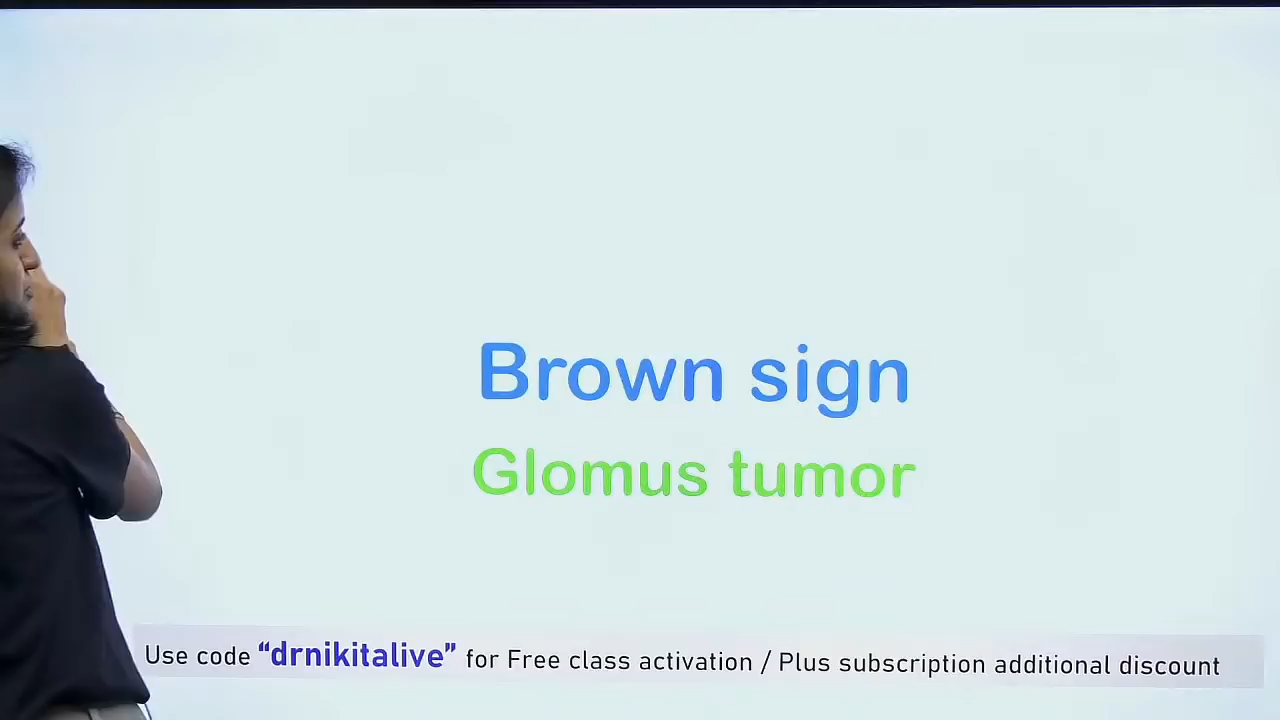 Brown sign
Glomus tumor
Use code “drnikitalive” for Free class activation / Plus subscription additional discount